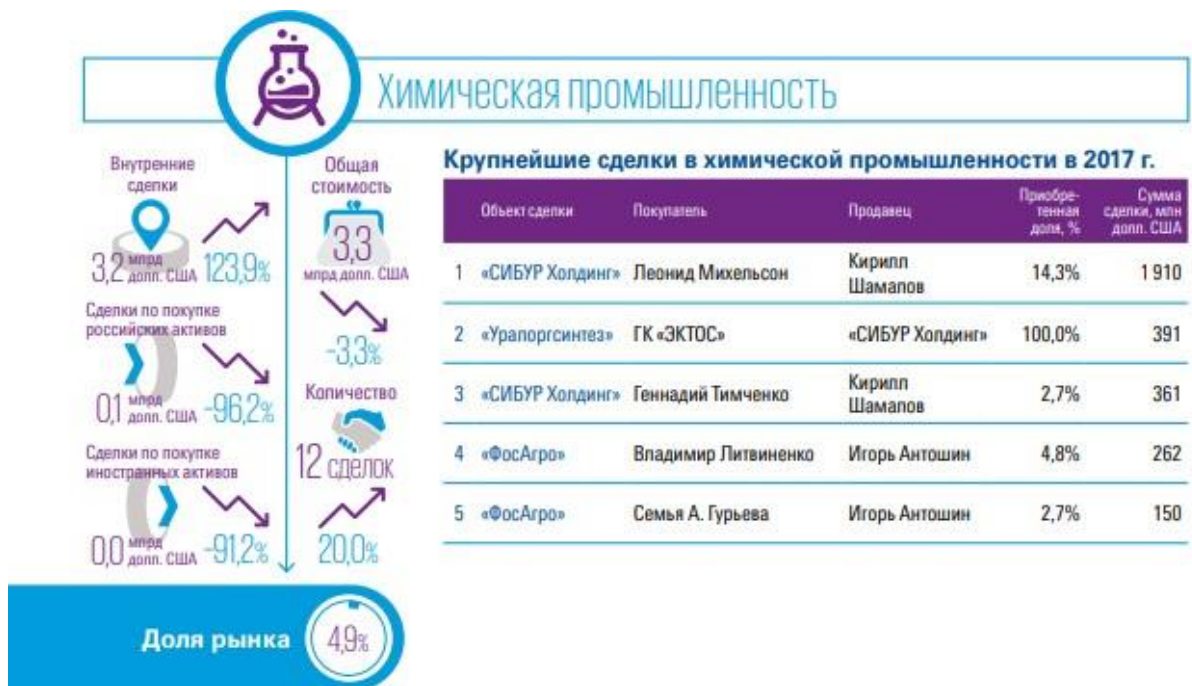 Химическая промышленность
Внутренние
сделки
3,2 млрд долл. США 123,9%
Сделки по покупке
российских активов
0,1 млрд долл. США -96,2%
Сделки по покупке
иностранных активов
0,0 млрд долл. США -91,2%
Общая
стоимость
3,3
млрд долл. США
-3,3%
Количество
12 сделок
20,0%
Доля рынка 4,9%
Крупнейшие сделки в химической промышленности в 2017 г.
Объект сделки Покупатель Продавец Приобре-
тенная
доля, % Сумма
сделки, млн
долл. США
1 «СИБУР Холдинг» Леонид Михельсон Кирилл
Шамалов 14,3% 1 910
2 «Уралоргсинтез» ГК «ЭКТОС» «СИБУР Холдинг» 100,0% 391
3 «СИБУР Холдинг» Геннадий Тимченко Кирилл
Шамалов 2,7% 361
4 «ФосАгро» Владимир Литвиненко Игорь Антошин 4,8% 262
5 «ФосАгро» Семья А. Гурьева Игорь Антошин 2,7% 150